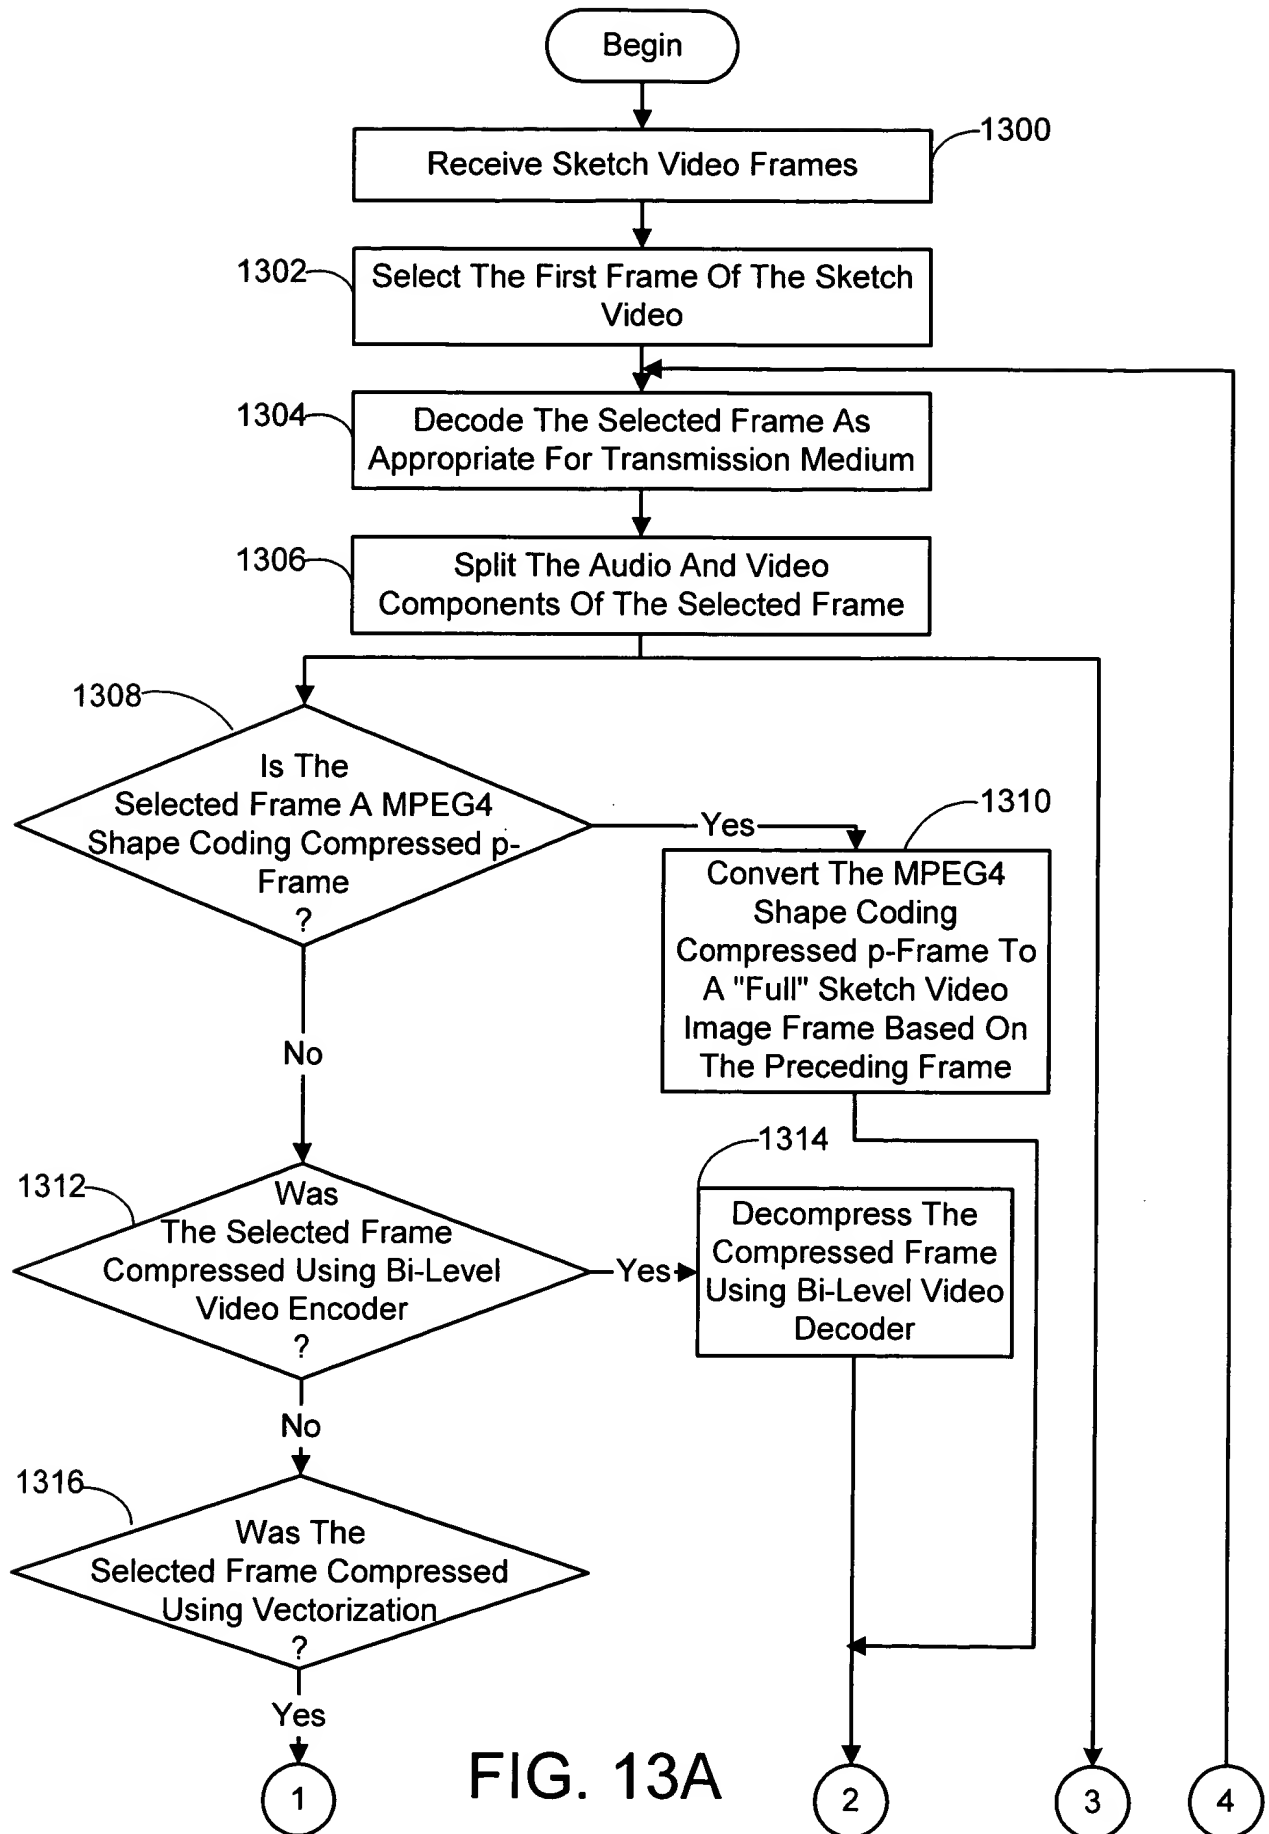 Begin
1300
Receive Sketch Video Frames
1302
Select The First Frame Of The Sketch
Video
1304
Decode The Selected Frame As
Appropriate For Transmission Medium
1306
Split The Audio And Video
Components Of The Selected Frame
1308
Is The
Selected Frame A MPEG4
Shape Coding Compressed p-
Frame
?
Yes
1310
Convert The MPEG4
Shape Coding
Compressed p-Frame To
A "Full" Sketch Video
Image Frame Based On
The Preceding Frame
No
1312
Was
The Selected Frame
Compressed Using Bi-Level
Video Encoder
?
Yes
1314
Decompress The
Compressed Frame
Using Bi-Level Video
Decoder
No
1316
Was The
Selected Frame Compressed
Using Vectorization
?
Yes
1
FIG. 13A
2
3
4